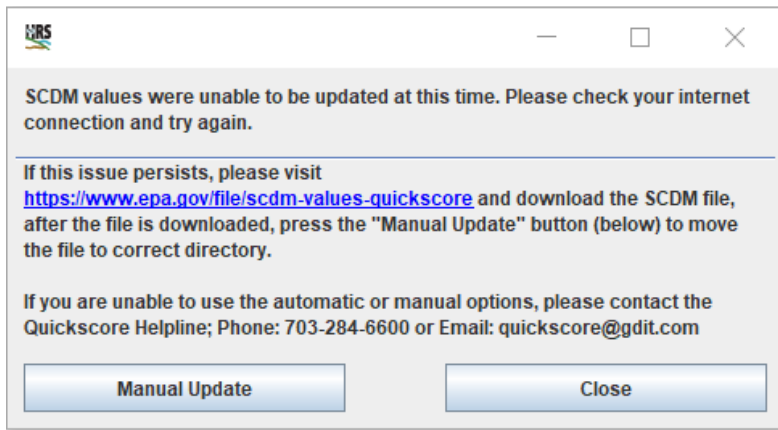 HRS
SCDM values were unable to be updated at this time. Please check your internet
connection and try again.
If this issue persists, please visit
https://www.epa.gov/file/scdm-values-quickscore and download the SCDM file,
after the file is downloaded, press the "Manual Update" button (below) to move
the file to correct directory.
If you are unable to use the automatic or manual options, please contact the
Quickscore Helpline; Phone: 703-284-6600 or Email: quickscore@gdit.com
Manual Update
Close